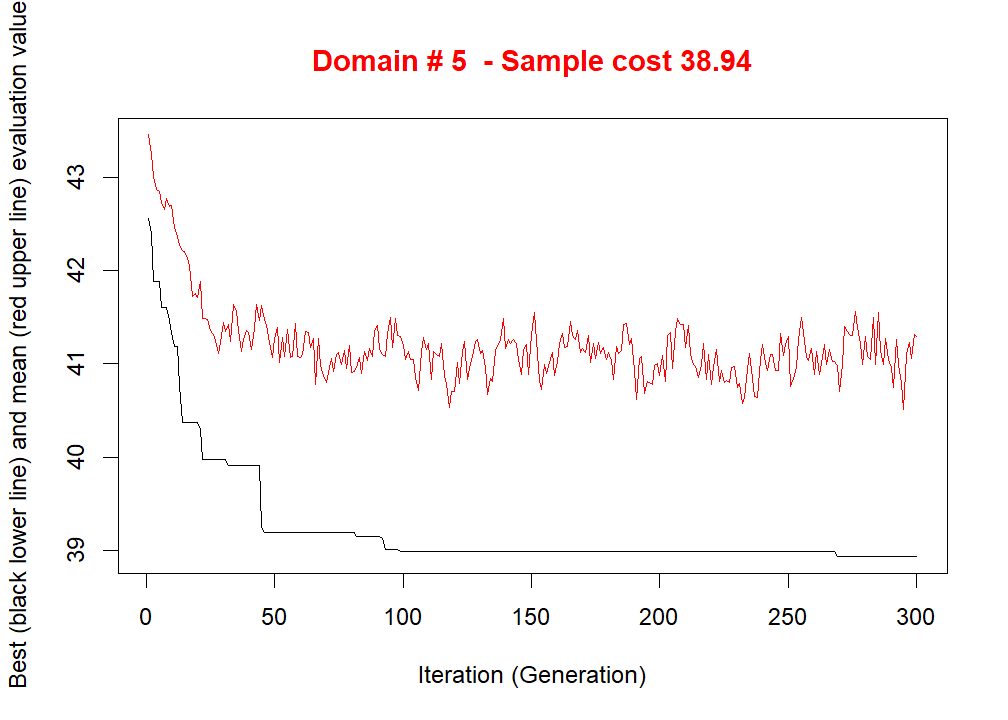 Domain # 5  - Sample cost 38.94
Best (black lower line) and mean (red upper line) evaluation value
43
42
41
40
39
0 50 100 150 200 250 300
Iteration (Generation)